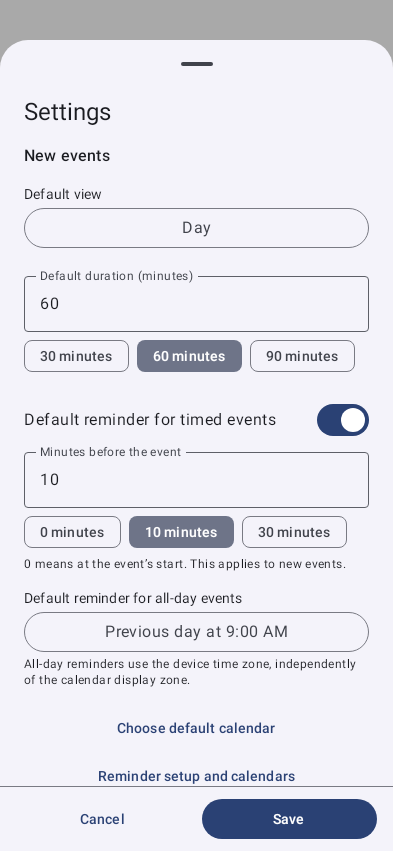 Settings
New events
Default view
Day
Default duration (minutes)
60
30 minutes
60 minutes
90 minutes
Default reminder for timed events
Minutes before the event
10
0 minutes
10 minutes
30 minutes
0 means at the event’s start. This applies to new events.
Default reminder for all-day events
Previous day at 9:00 AM
All-day reminders use the device time zone, independently
of the calendar display zone.
Choose default calendar
Reminder setup and calendars
Cancel
Save